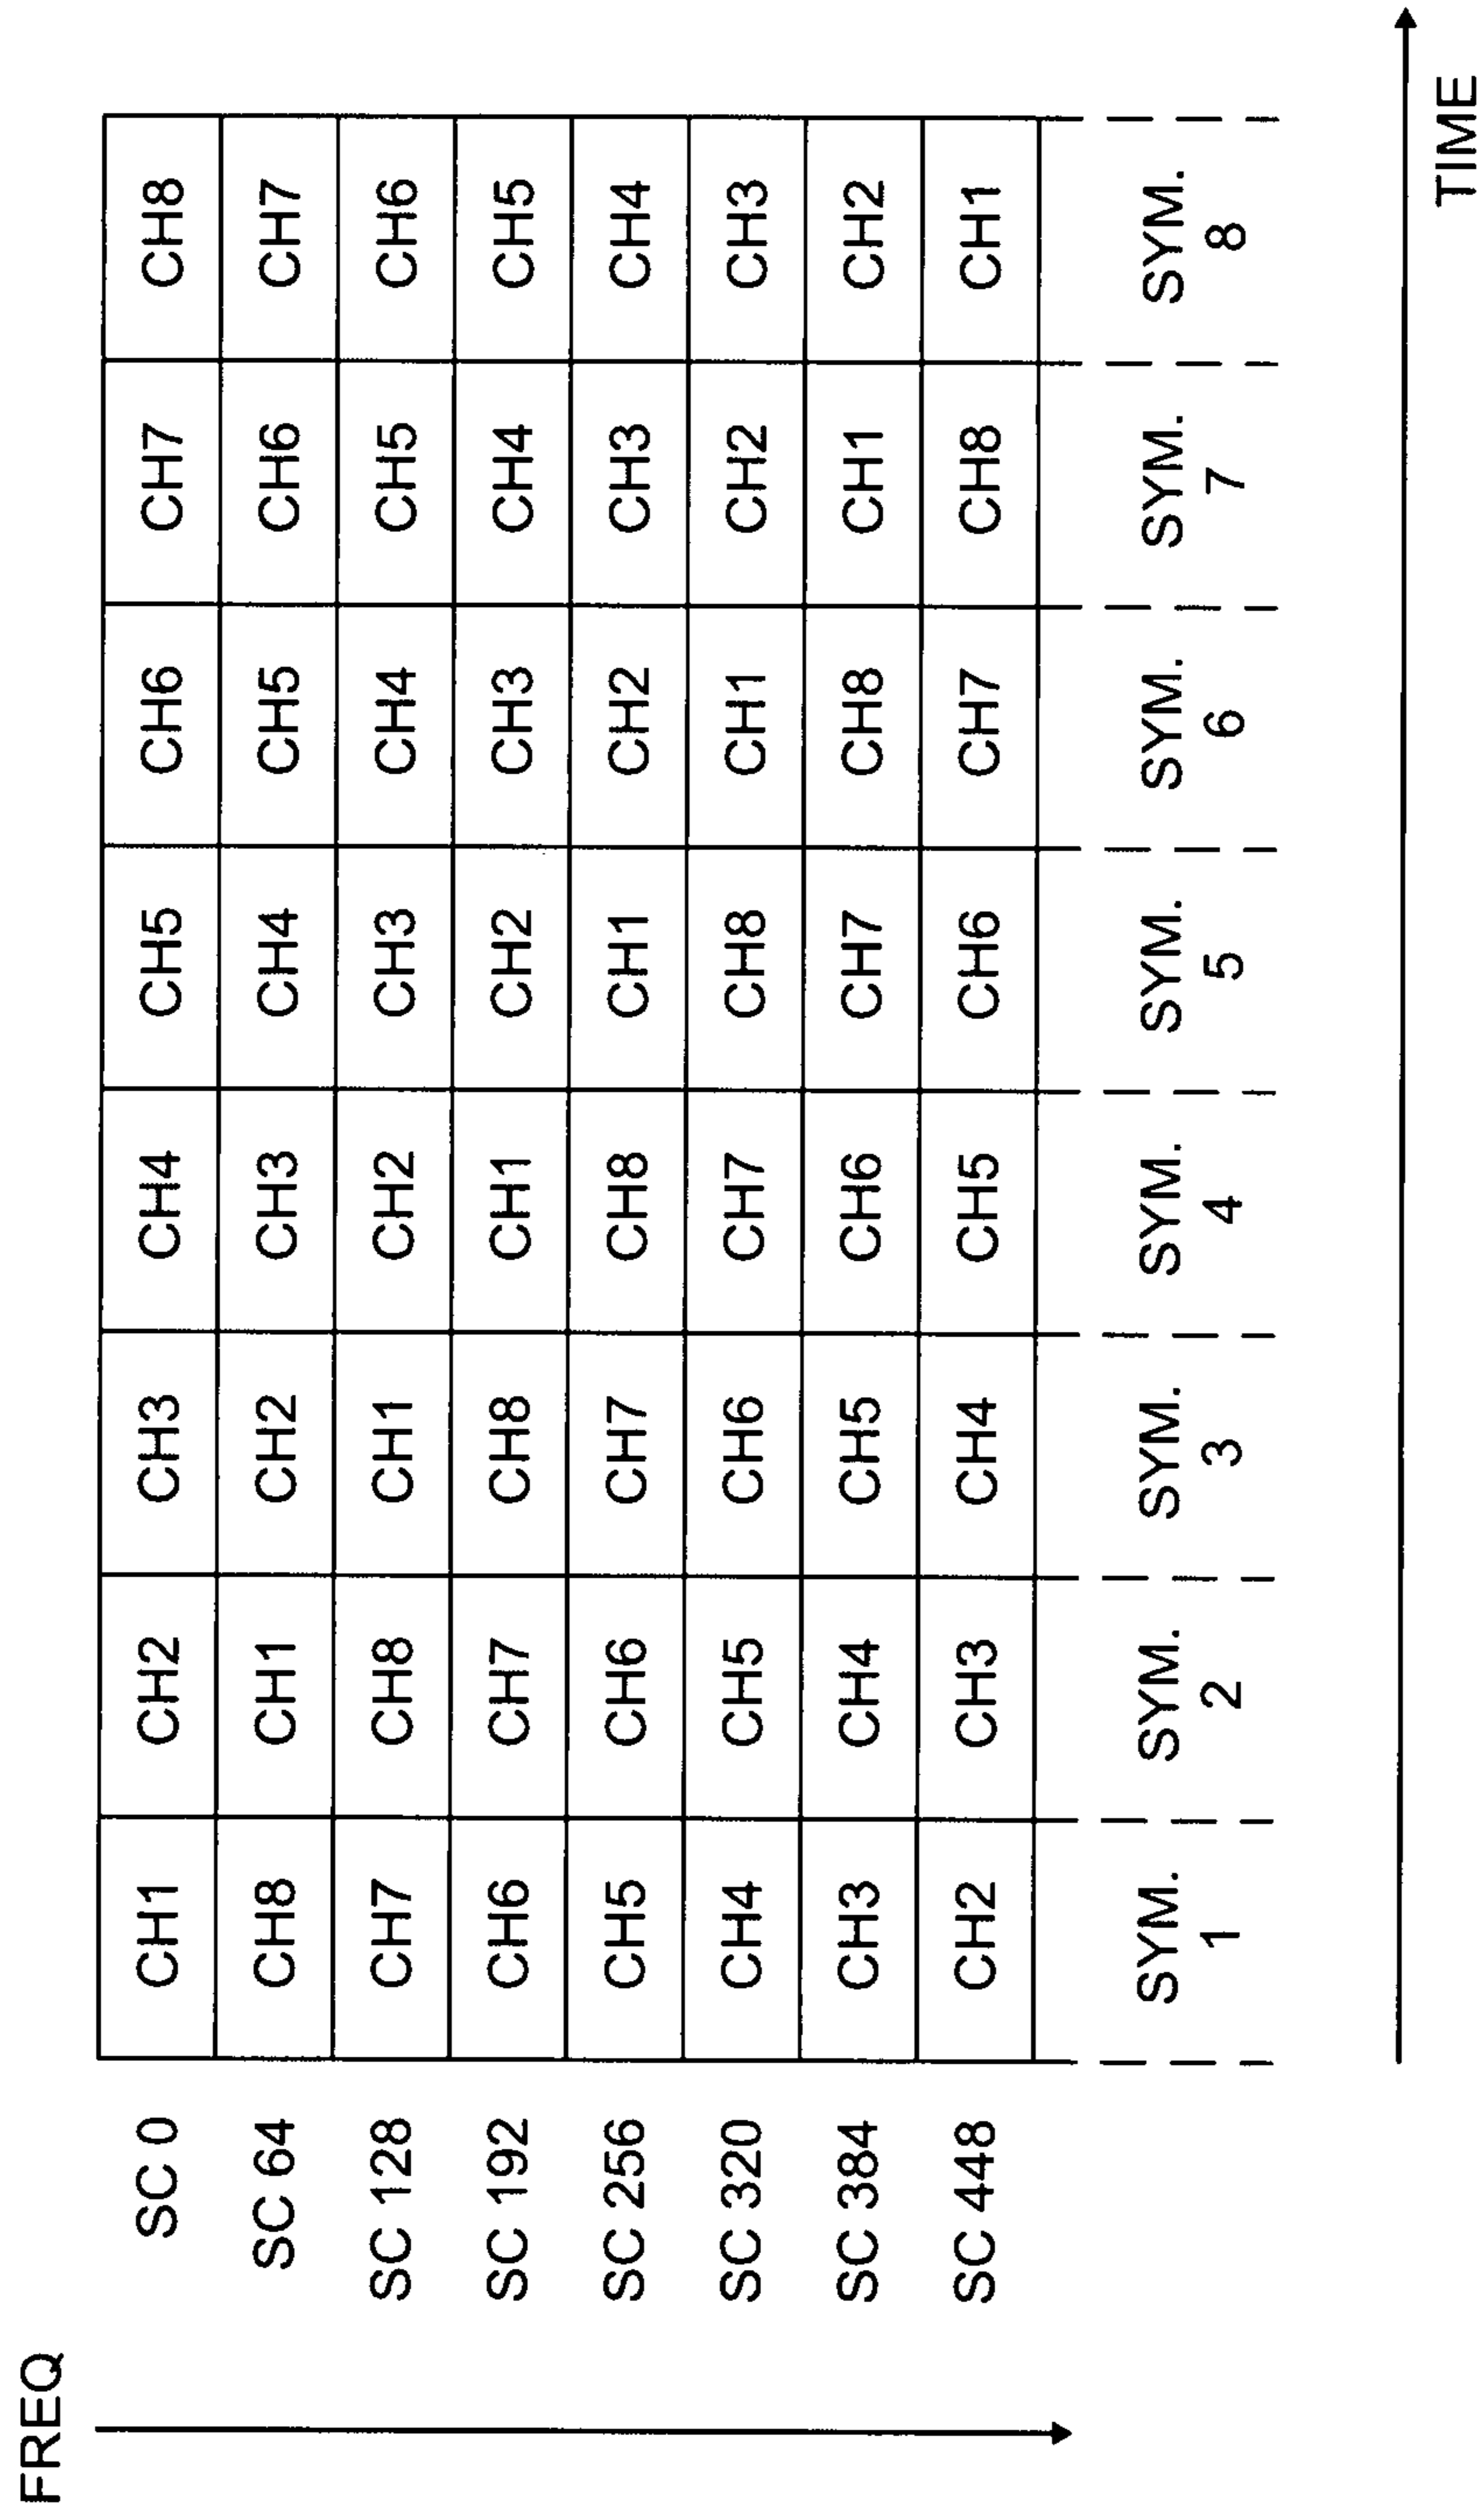 FREQ
SC 0 CH1 CH2 CH3 CH4 CH5 CH6 CH7 CH8
SC 64 CH8 CH1 CH2 CH3 CH4 CH5 CH6 CH7
SC 128 CH7 CH8 CH1 CH2 CH3 CH4 CH5 CH6
SC 192 CH6 CH7 CH8 CH1 CH2 CH3 CH4 CH5
SC 256 CH5 CH6 CH7 CH8 CH1 CH2 CH3 CH4
SC 320 CH4 CH5 CH6 CH7 CH8 CH1 CH2 CH3
SC 384 CH3 CH4 CH5 CH6 CH7 CH8 CH1 CH2
SC 448 CH2 CH3 CH4 CH5 CH6 CH7 CH8 CH1
SYM. SYM. SYM. SYM. SYM. SYM. SYM. SYM.
1 2 3 4 5 6 7 8
TIME